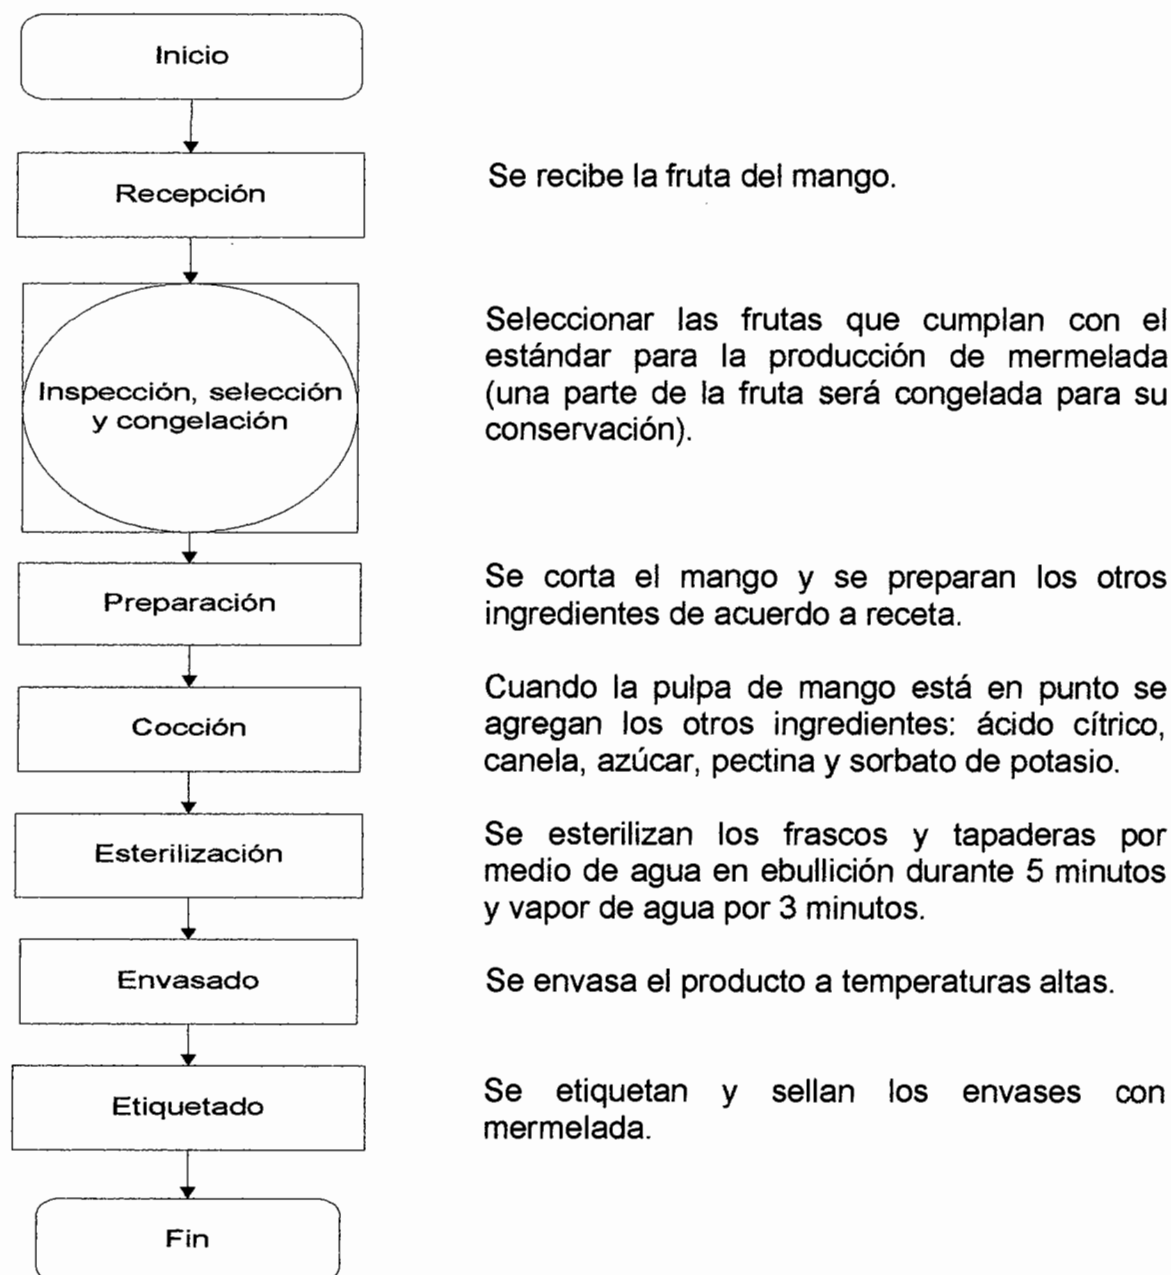 Inicio
Recepción
Se recibe la fruta del mango.
Inspección, selección
y congelación
Seleccionar las frutas que cumplan con el
estándar para la producción de mermelada
(una parte de la fruta será congelada para su
conservación).
Preparación
Se corta el mango y se preparan los otros
ingredientes de acuerdo a receta.
Cocción
Cuando la pulpa de mango está en punto se
agregan los otros ingredientes: ácido cítrico,
canela, azúcar, pectina y sorbato de potasio.
Esterilización
Se esterilizan los frascos y tapaderas por
medio de agua en ebullición durante 5 minutos
y vapor de agua por 3 minutos.
Envasado
Se envasa el producto a temperaturas altas.
Etiquetado
Se etiquetan y sellan los envases con
mermelada.
Fin